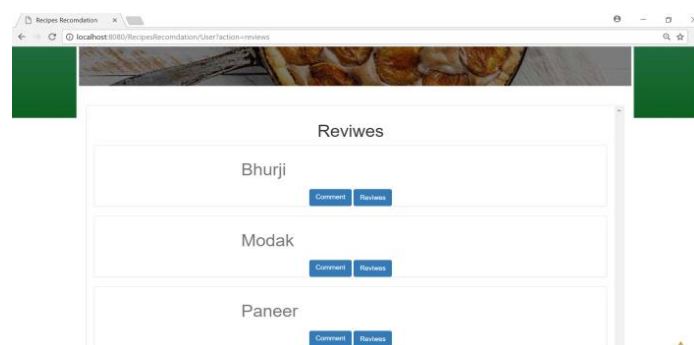 Recipes Recomdation
localhost:8080/RecipesRecomdation/User?action=reviews
Reviwes
Bhurji
Comment Reviwes
Modak
Comment Reviwes
Paneer
Comment Reviwes